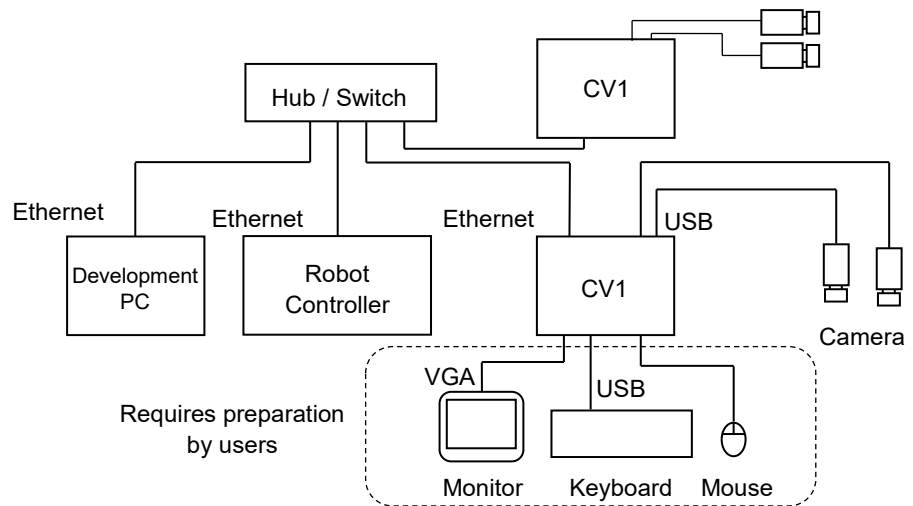 CV1
Hub / Switch
Ethernet
Ethernet
Ethernet
USB
Development
PC
Robot
Controller
CV1
Camera
VGA
USB
Requires preparation
by users
Monitor
Keyboard
Mouse